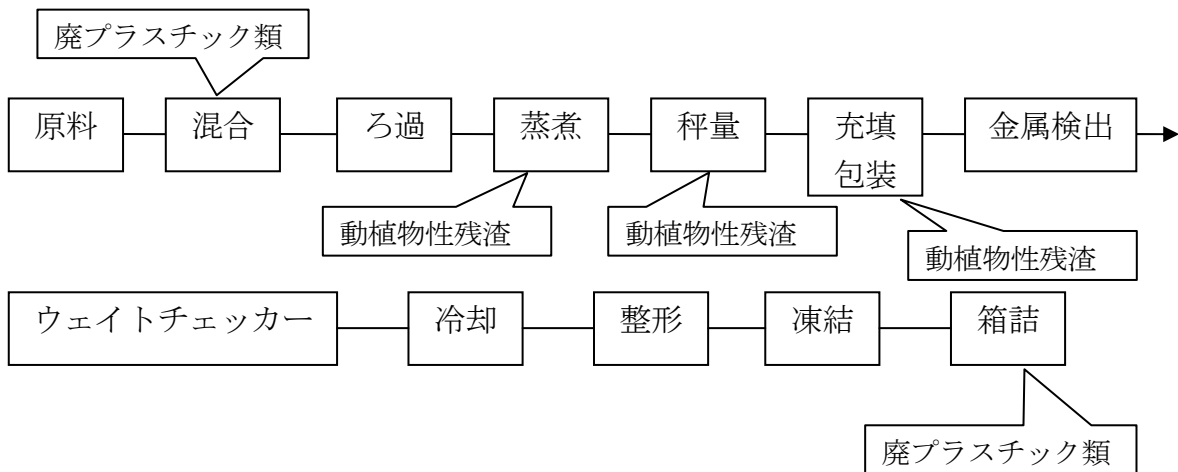 廃プラスチック類
原料
混合
ろ過
蒸煮
秤量
充填
包装
金属検出
動植物性残渣
動植物性残渣
動植物性残渣
ウェイトチェッカー
冷却
整形
凍結
箱詰
廃プラスチック類